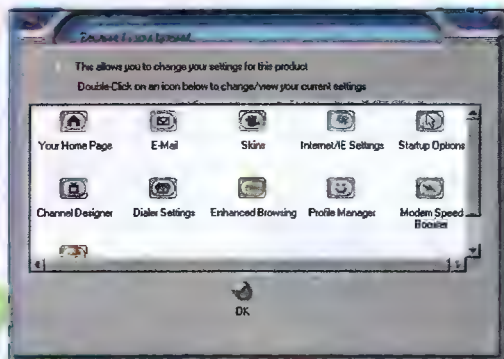 This allows you to change your settings for this product
Double-Click on an icon below to change/view your current settings
Your Home Page E-Mail Skins Internet/IE Settings Startup Options
Channel Designer Dialer Settings Enhanced Browsing Profile Manager Modem Speed
Booster
OK